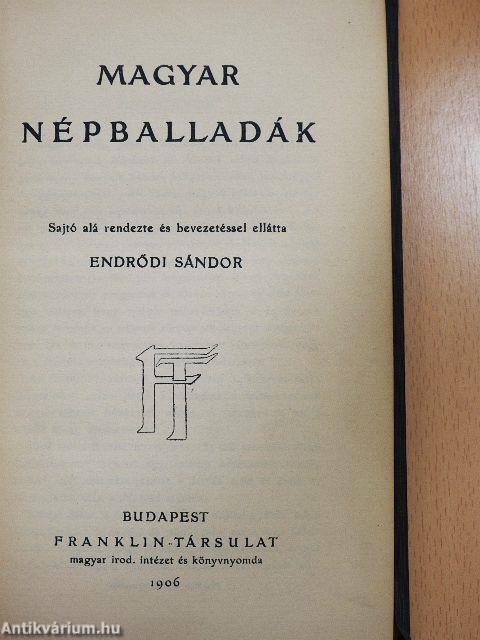 MAGYAR
NÉPBALLADÁK
Sajtó alá rendezte és bevezetéssel ellátta
ENDRŐDI SÁNDOR
FT
BUDAPEST
FRANKLIN-TÁRSULAT
magyar irod. intézet és könyvnyomda
1906
Antikvárium.hu